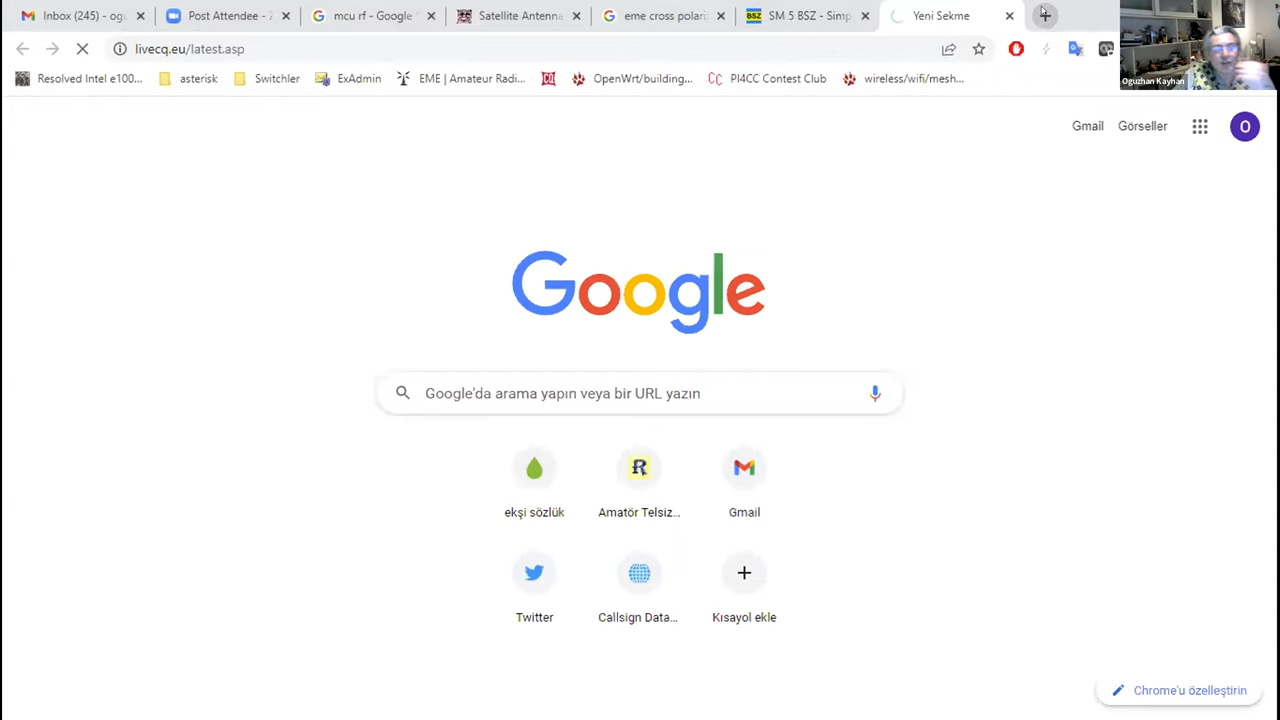 Inbox (245) - og
Post Attendee - Z
mcu rf - Google
Satellite Antenna
eme cross polari
BSZ
SM 5 BSZ - Simp
Yeni Sekme
livecq.eu/latest.asp
Resolved Intel e100...
asterisk
Switchler
ExAdmin
EME | Amateur Radi...
CQ
OpenWrt/building...
PI4CC Contest Club
wireless/wifi/mesh...
Oguzhan Kayhan
Gmail
Görseller
O
Google
Google'da arama yapın veya bir URL yazın
ekşi sözlük
Amatör Telsiz...
Gmail
Twitter
Callsign Data...
Kısayol ekle
Chrome'u özelleştirin